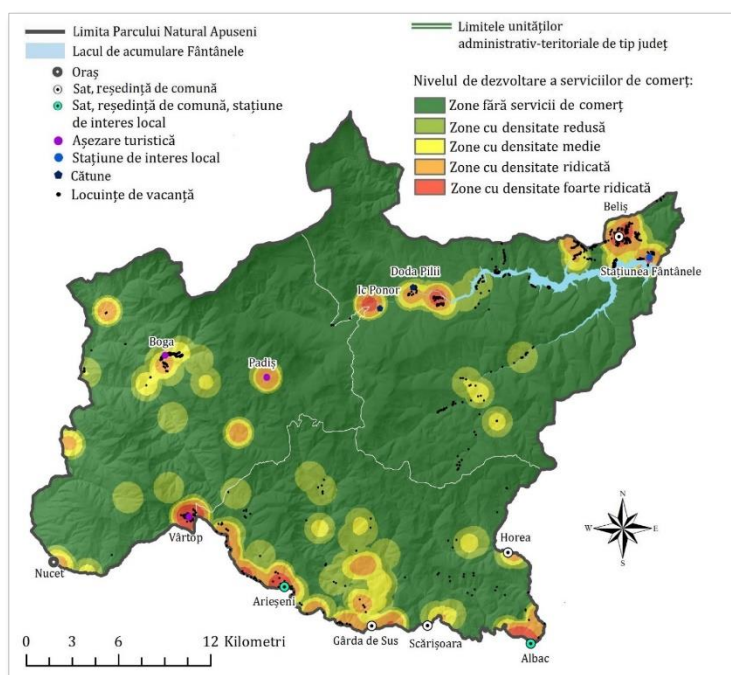 Limita Parcului Natural Apuseni
Lacul de acumulare Fântânele
Oraș
Sat, reședință de comună
Sat, reședință de comună, stațiune
de interes local
Așezare turistică
Stațiune de interes local
Cătune
Locuințe de vacanță
Limitele unităților
administrativ-teritoriale de tip județ
Nivelul de dezvoltare a serviciilor de comerț:
Zone fără servicii de comerț
Zone cu densitate redusă
Zone cu densitate medie
Zone cu densitate ridicată
Zone cu densitate foarte ridicată
Beliș
Stațiunea Fântânele
Doda Pilii
Ic Ponor
Boga
Padiș
Vârtop
Nucet
Horea
Arieșeni
Gârda de Sus
Scărișoara
Albac
N
W
E
S
0 3 6 12 Kilometri